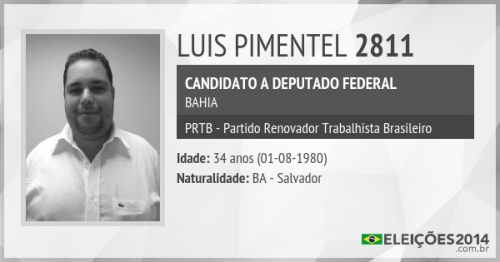 LUIS PIMENTEL 2811
CANDIDATO A DEPUTADO FEDERAL
BAHIA
PRTB - Partido Renovador Trabalhista Brasileiro
Idade: 34 anos (01-08-1980)
Naturalidade: BA - Salvador
ELEIÇÕES2014
.com.br